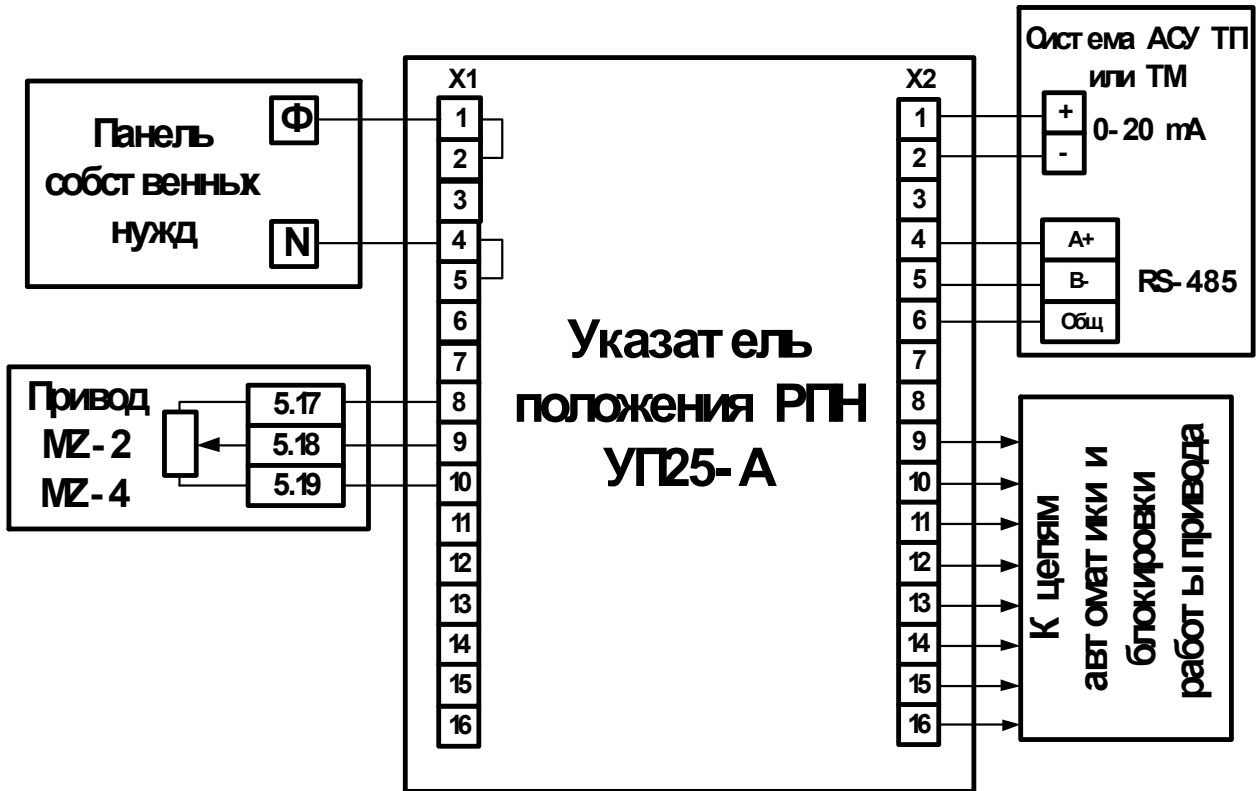 Панель
собственных
нужд
Ф
N
Привод
MZ-2
MZ-4
5.17
5.18
5.19
X1
1
2
3
4
5
6
7
8
9
10
11
12
13
14
15
16
Указатель
положения РПН
УП25-А
X2
1
2
3
4
5
6
7
8
9
10
11
12
13
14
15
16
Система АСУ ТП
или ТМ
+
-
0-20 mA
A+
B-
Общ
RS-485
К цепям
автоматики и
блокировки
работы привода